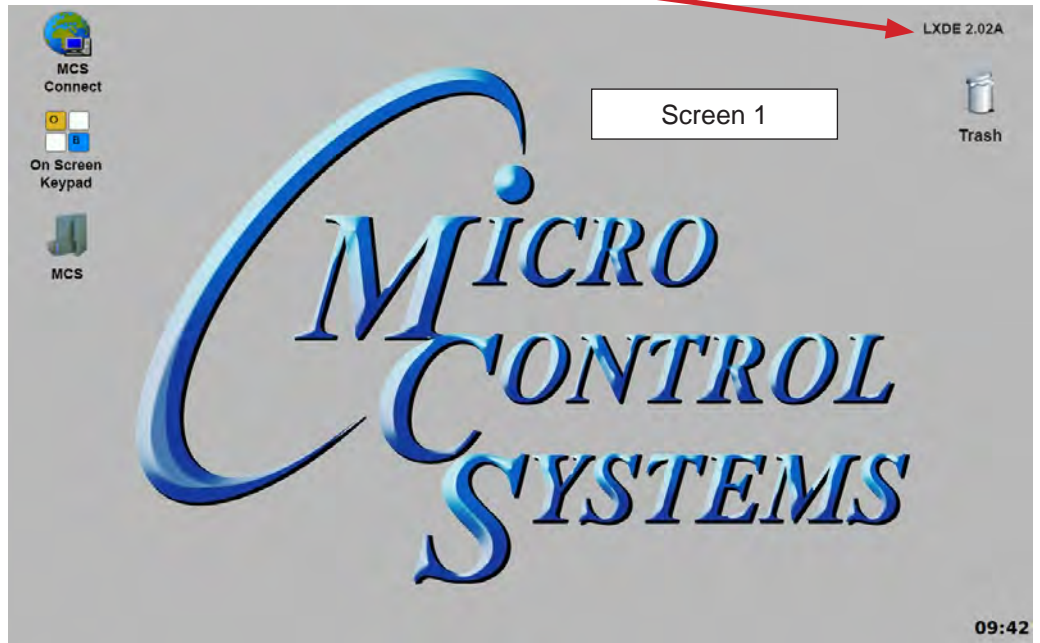 LXDE 2.02A
MCS
Connect
Screen 1
Trash
O
B
On Screen
Keypad
MCS
MICRO
CONTROL
SYSTEMS
09:42